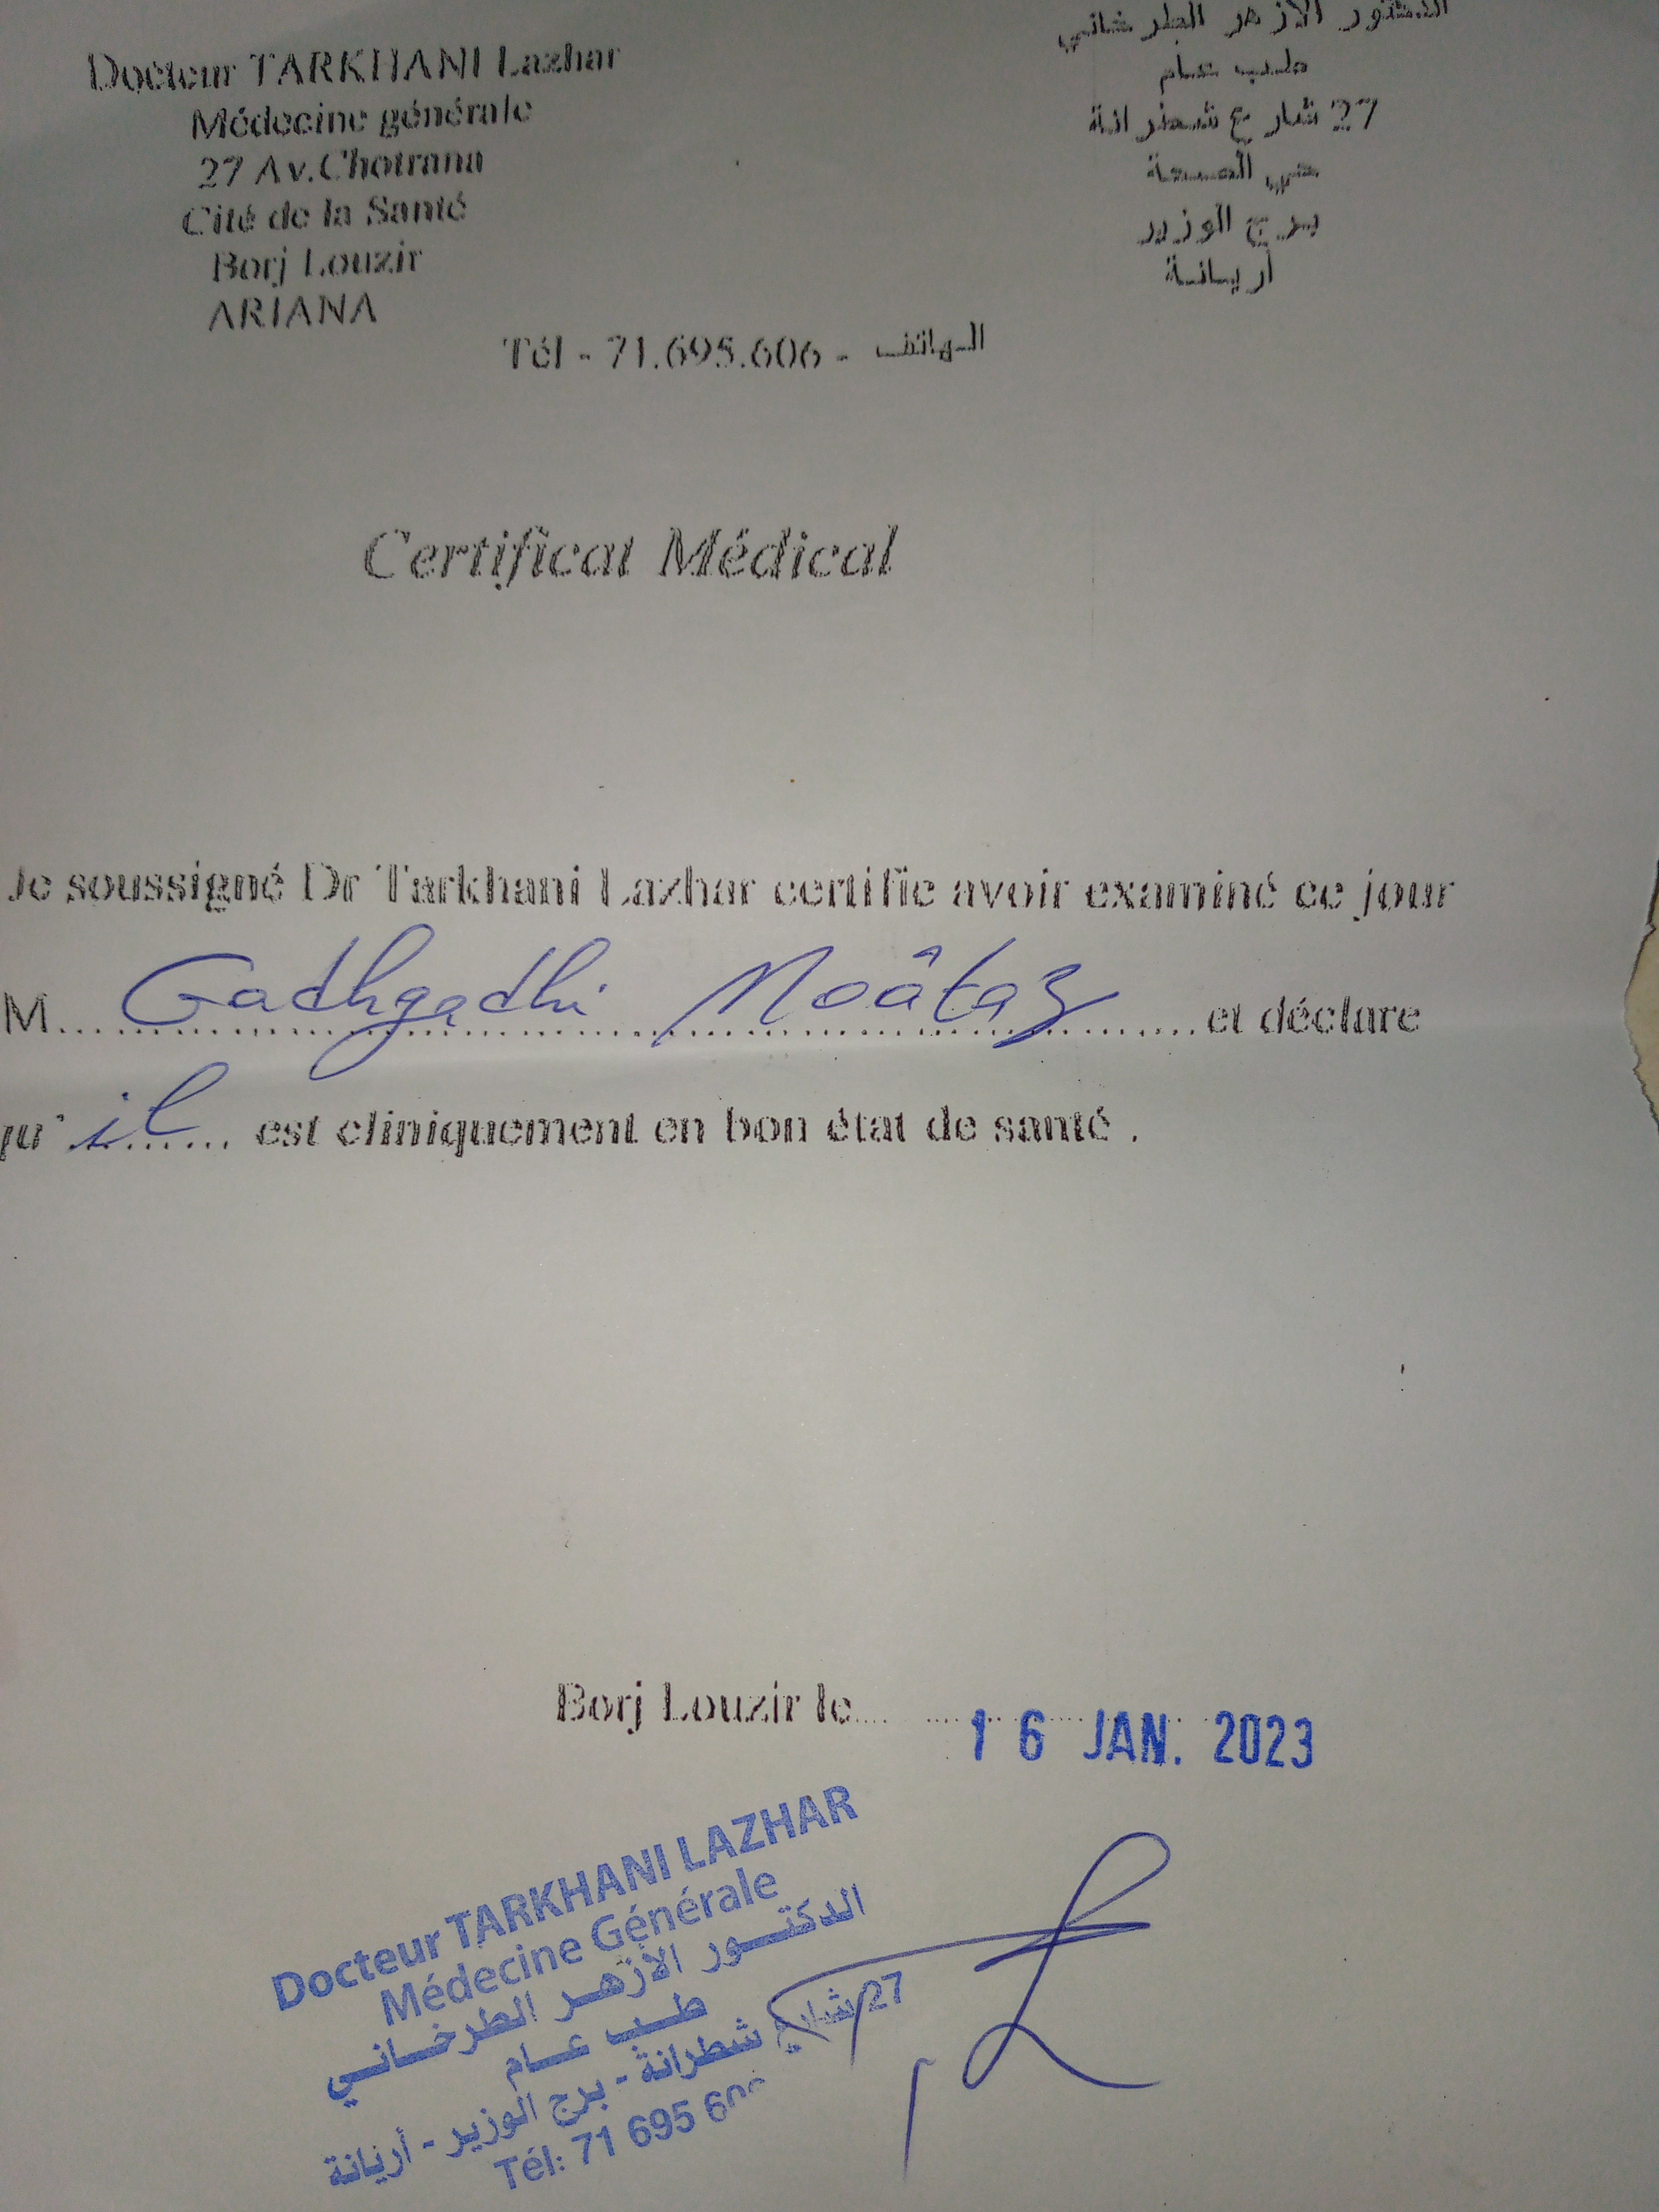 Docteur TARKHANI Lazhar
Médecine générale
27 Av.Chotrana
Cité de la Santé
Borj Louzir
ARIANA
الدكتور الأزهر الطرخاني
طب عام
27 شارع شطرانة
حي الصحة
برج الوزير
أريانة
Tél - 71.695.606 - الهاتف
Certificat Médical
Je soussigné Dr Tarkhani Lazhar certifie avoir examiné ce jour
M.... Gadhgadhi Moâtaz .... et déclare
qu' il ...... est cliniquement en bon état de santé .
Borj Louzir le.... 16 JAN. 2023
Docteur TARKHANI LAZHAR
Médecine Générale
الدكتور الأزهر الطرخاني
طب عام
27 شارع شطرانة - برج الوزير - أريانة
Tél: 71 695 6